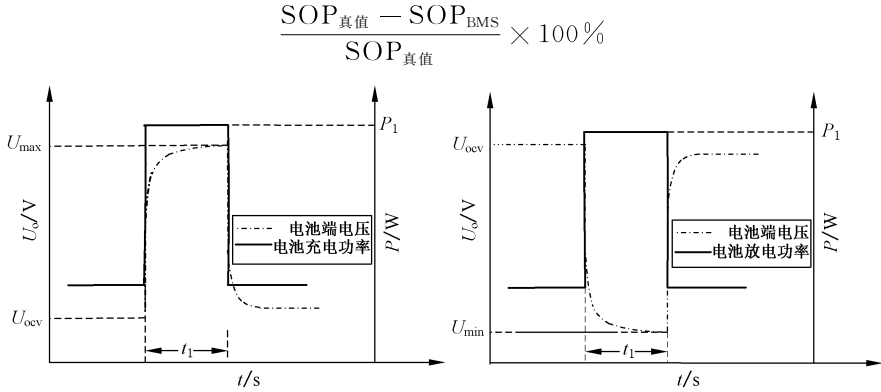 SOP真值 − SOPBMS
SOP真值
× 100%
Umax
Uo/V
Uocv
P1
P/W
电池端电压
电池充电功率
t1
t/s
Uocv
Uo/V
Umin
P1
P/W
电池端电压
电池放电功率
t1
t/s